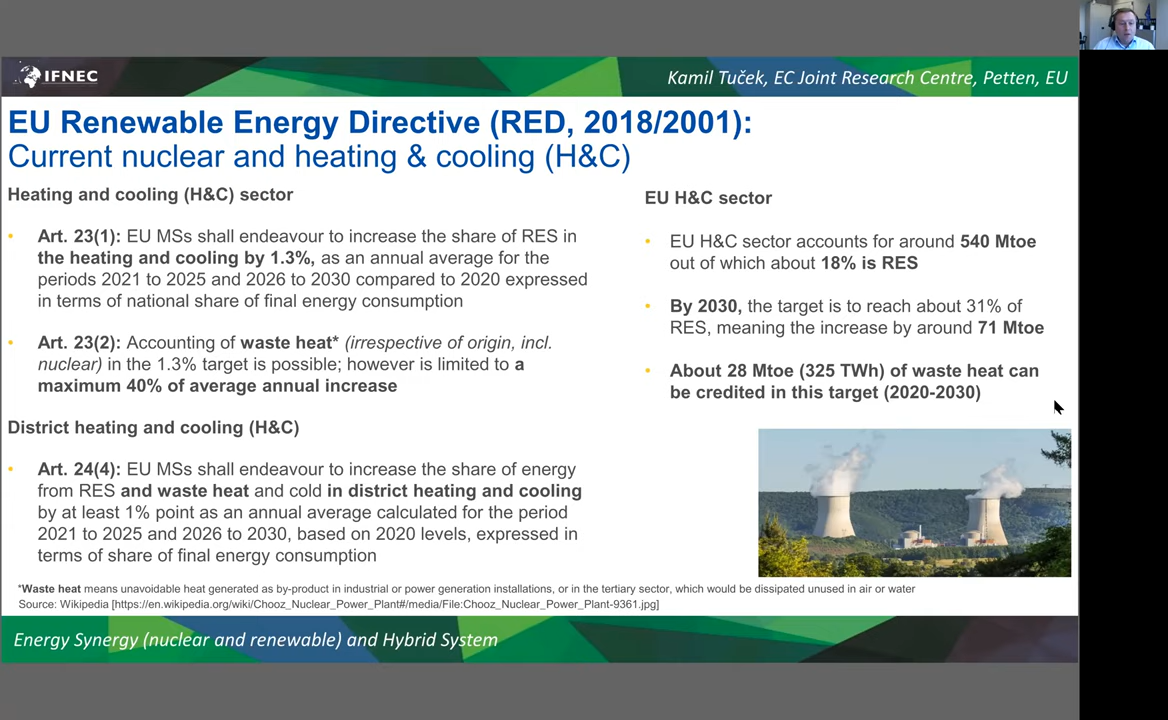 IFNEC
Kamil Tuček, EC Joint Research Centre, Petten, EU
EU Renewable Energy Directive (RED, 2018/2001):
Current nuclear and heating & cooling (H&C)
Heating and cooling (H&C) sector
• Art. 23(1): EU MSs shall endeavour to increase the share of RES in
the heating and cooling by 1.3%, as an annual average for the
periods 2021 to 2025 and 2026 to 2030 compared to 2020 expressed
in terms of national share of final energy consumption
• Art. 23(2): Accounting of waste heat* (irrespective of origin, incl.
nuclear) in the 1.3% target is possible; however is limited to a
maximum 40% of average annual increase
District heating and cooling (H&C)
• Art. 24(4): EU MSs shall endeavour to increase the share of energy
from RES and waste heat and cold in district heating and cooling
by at least 1% point as an annual average calculated for the period
2021 to 2025 and 2026 to 2030, based on 2020 levels, expressed in
terms of share of final energy consumption
EU H&C sector
• EU H&C sector accounts for around 540 Mtoe
out of which about 18% is RES
• By 2030, the target is to reach about 31% of
RES, meaning the increase by around 71 Mtoe
• About 28 Mtoe (325 TWh) of waste heat can
be credited in this target (2020-2030)
*Waste heat means unavoidable heat generated as by-product in industrial or power generation installations, or in the tertiary sector, which would be dissipated unused in air or water
Source: Wikipedia [https://en.wikipedia.org/wiki/Chooz_Nuclear_Power_Plant#/media/File:Chooz_Nuclear_Power_Plant-9361.jpg]
Energy Synergy (nuclear and renewable) and Hybrid System